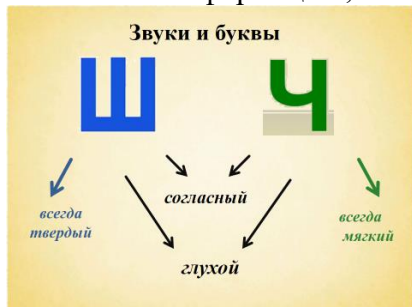 Звуки и буквы
Ш Ч
согласный
всегда твердый
всегда мягкий
глухой